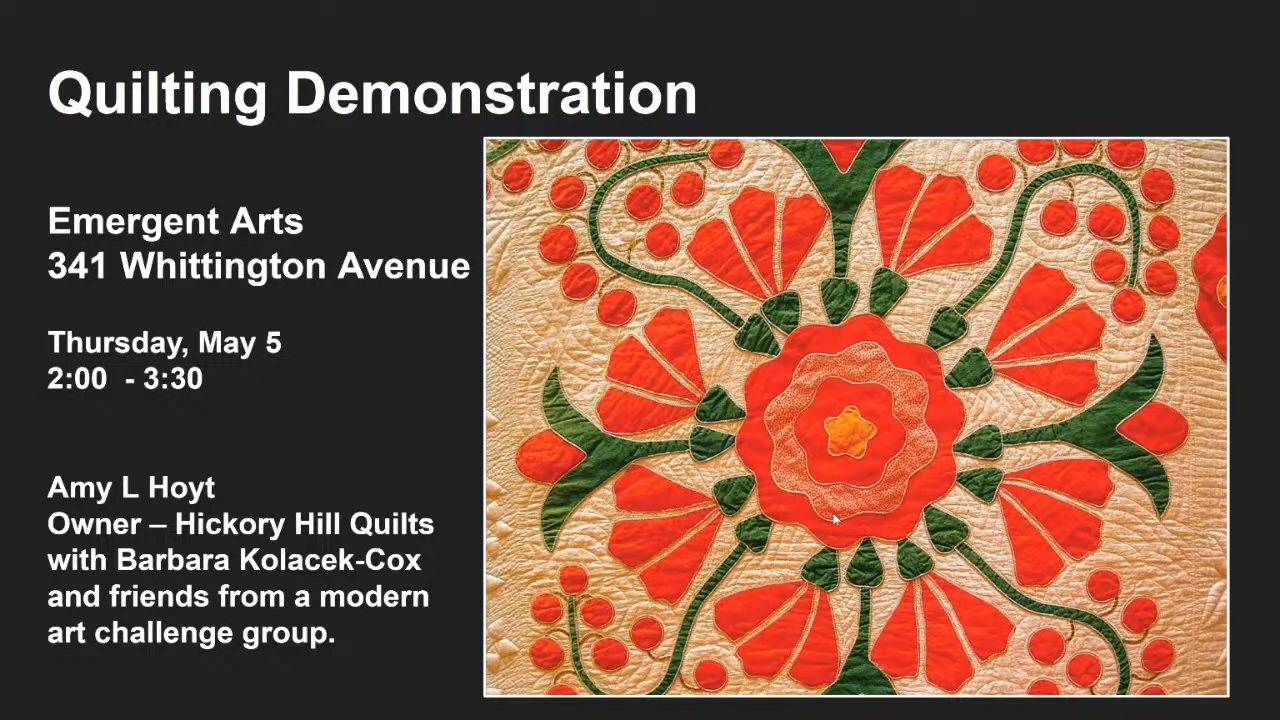 Quilting Demonstration
Emergent Arts
341 Whittington Avenue
Thursday, May 5
2:00 - 3:30
Amy L Hoyt
Owner – Hickory Hill Quilts
with Barbara Kolacek-Cox
and friends from a modern
art challenge group.